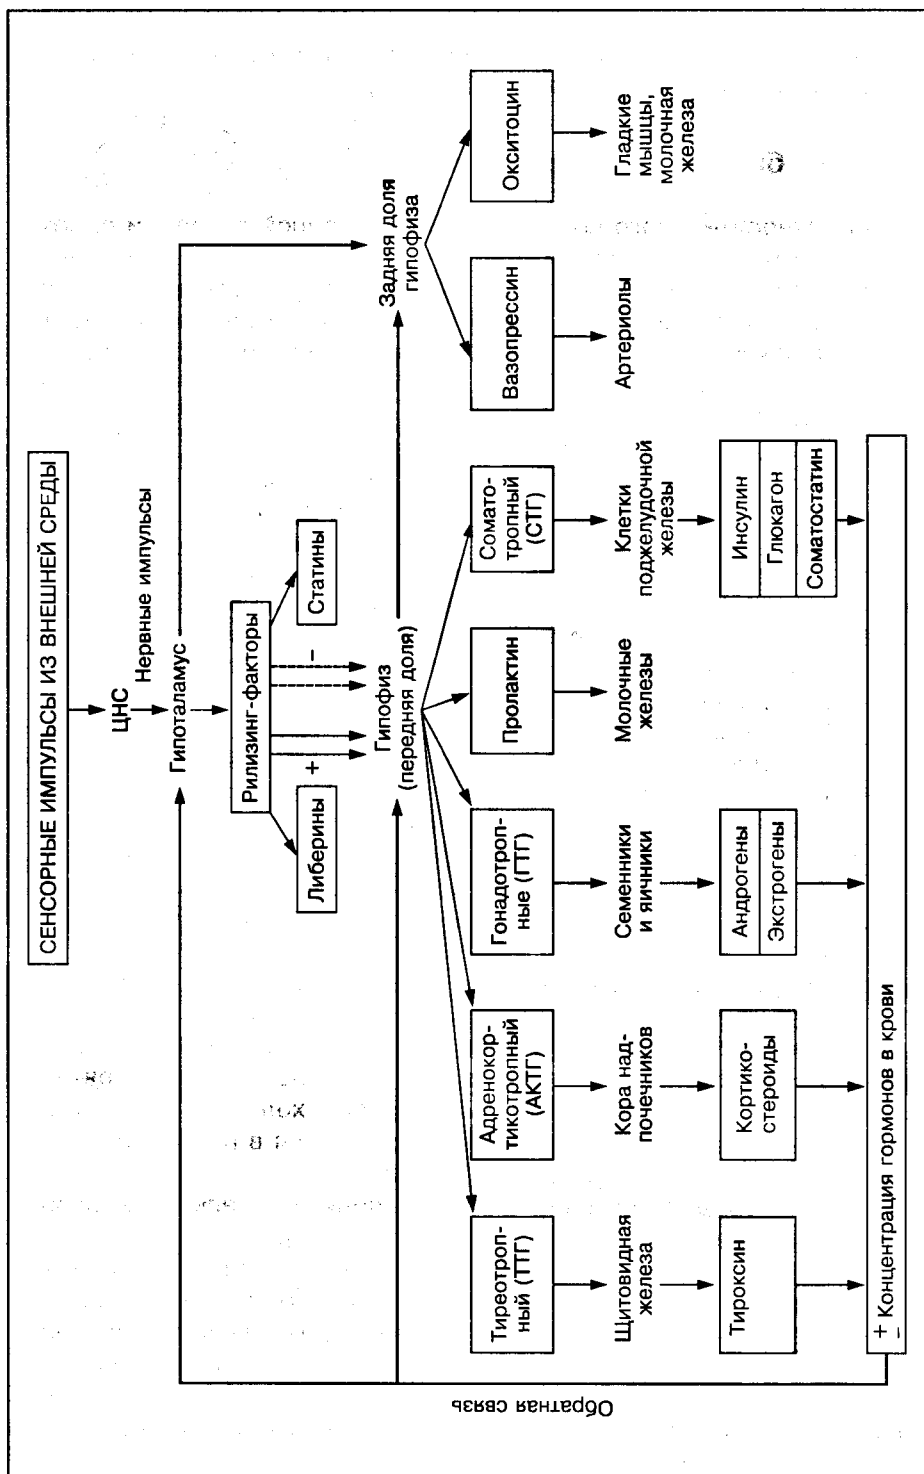 СЕНСОРНЫЕ ИМПУЛЬСЫ ИЗ ВНЕШНЕЙ СРЕДЫ
ЦНС
Нервные импульсы
Гипоталамус
Рилизинг-факторы
Либерины
+
–
Статины
Гипофиз
(передняя доля)
Задняя доля
гипофиза
Тиреотроп-
ный (ТТГ)
Адренокор-
тикотропный
(АКТГ)
Гонадотроп-
ные (ГТГ)
Пролактин
Сомато-
тропный
(СТГ)
Вазопрессин
Окситоцин
Щитовидная
железа
Кора над-
почечников
Семенники
и яичники
Молочные
железы
Клетки
поджелудочной
железы
Артериолы
Гладкие
мышцы,
молочная
железа
Тироксин
Кортико-
стероиды
Андрогены
Экстрогены
Инсулин
Глюкагон
Соматостатин
± Концентрация гормонов в крови
Обратная связь